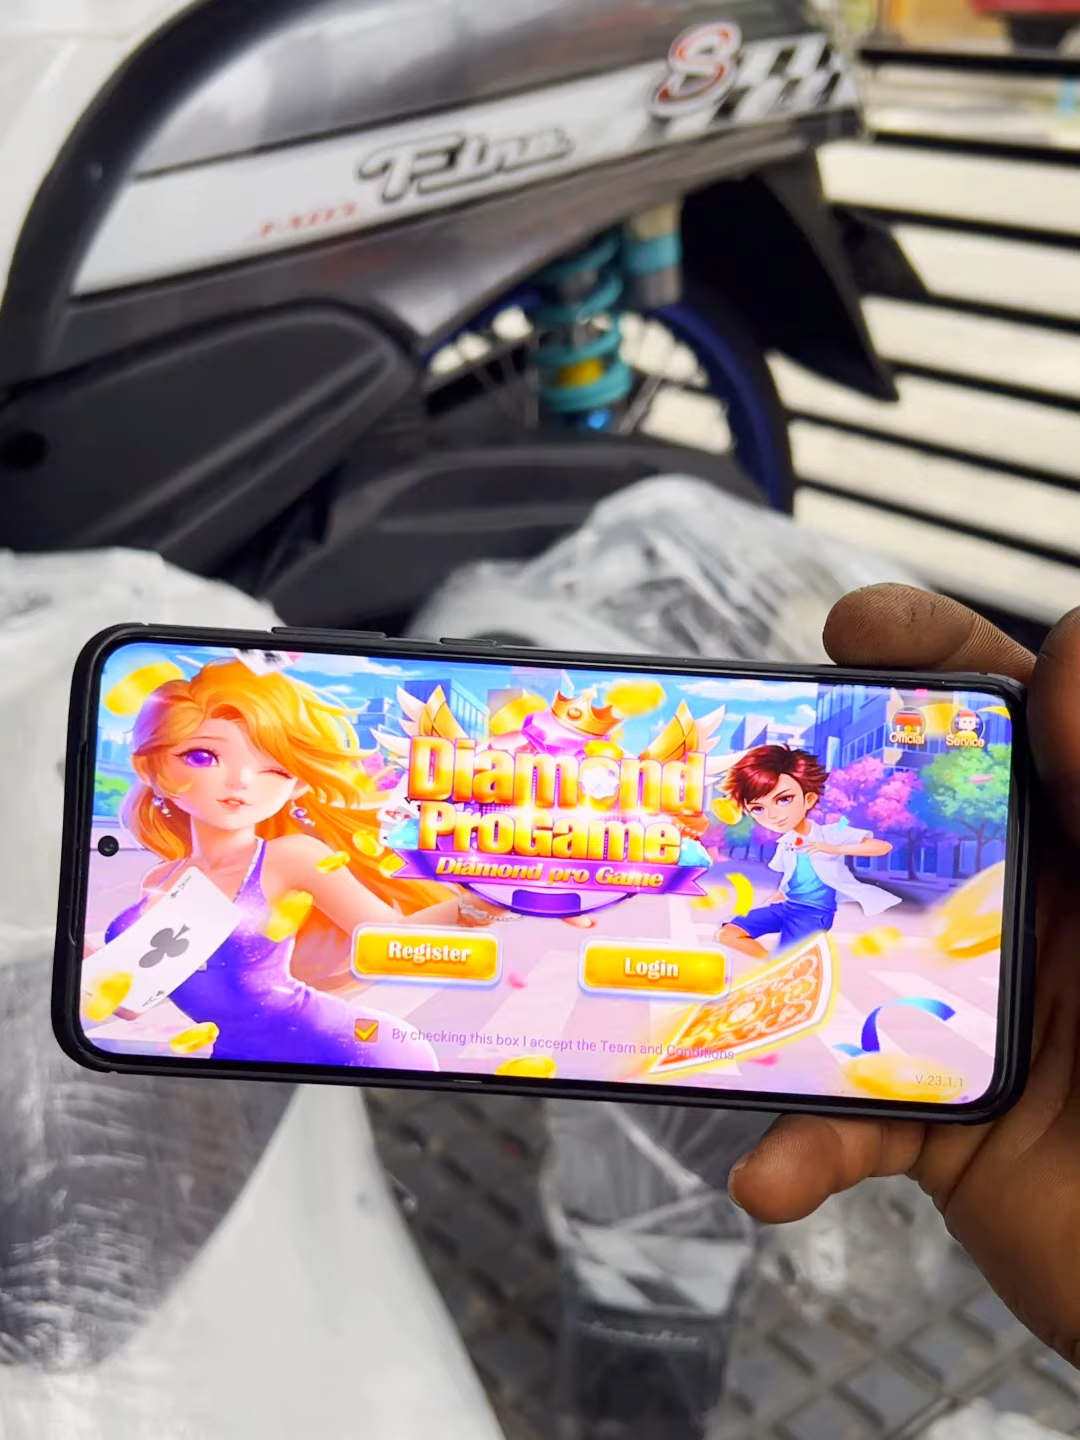 S
Fino
Official
Service
Diamond
ProGame
Diamond pro Game
Register
Login
By checking this box I accept the Team and Conditions
V.23.1.1